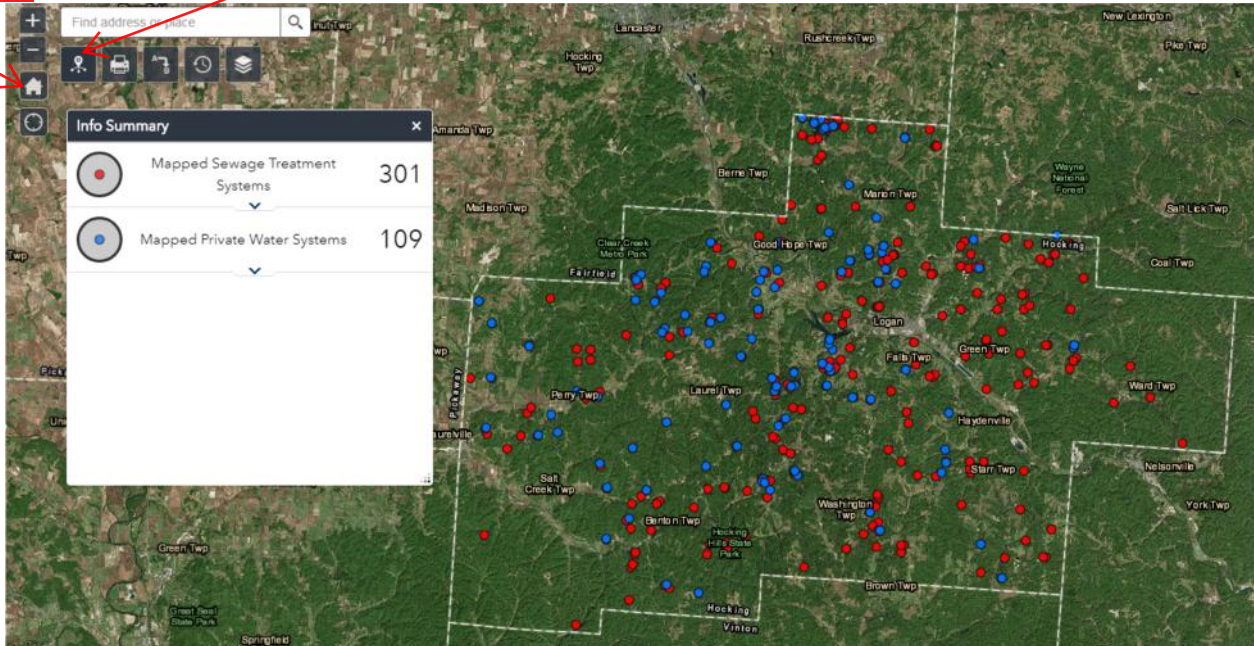 Find address or place
Info Summary
Mapped Sewage Treatment
Systems
301
Mapped Private Water Systems
109
Lancaster
New Lexington
Rushcreek Twp
Pike Twp
Hocking
Twp
Amanda Twp
Berne Twp
Wayne
National
Forest
Marion Twp
Madison Twp
Salt Lick Twp
Clear Creek
Metro Park
Good Hope Twp
Hocking
Coal Twp
Fairfield
Twp
Logan
Green Twp
Falls Twp
Ward Twp
Perry Twp
Laurel Twp
Pickaway
Haydenville
Starr Twp
Nelsonville
Salt
Creek Twp
Washington
Twp
York Twp
Benton Twp
Hocking
Hills State
Park
Green Twp
Brown Twp
Great Seal
State Park
Hocking
Vinton
Springfield